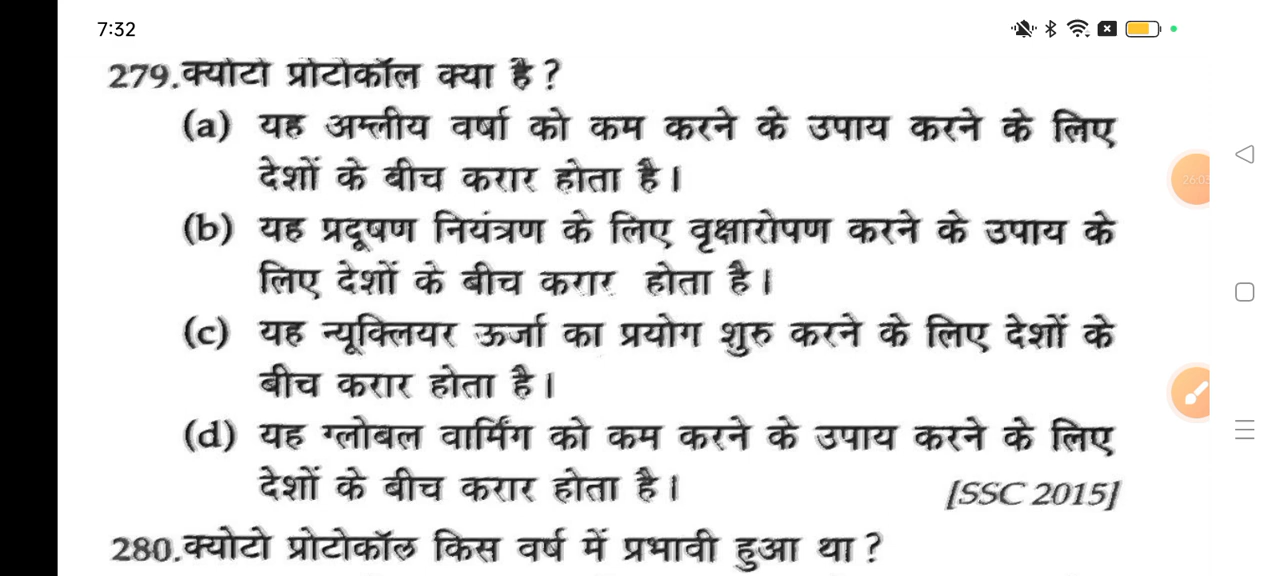 7:32
279.क्योटो प्रोटोकॉल क्या है ?
(a) यह अम्लीय वर्षा को कम करने के उपाय करने के लिए
देशों के बीच करार होता है।
(b) यह प्रदूषण नियंत्रण के लिए वृक्षारोपण करने के उपाय के
लिए देशों के बीच करार होता है।
(c) यह न्यूक्लियर ऊर्जा का प्रयोग शुरु करने के लिए देशों के
बीच करार होता है।
(d) यह ग्लोबल वार्मिंग को कम करने के उपाय करने के लिए
देशों के बीच करार होता है।
[SSC 2015]
280.क्योटो प्रोटोकॉल किस वर्ष में प्रभावी हुआ था ?